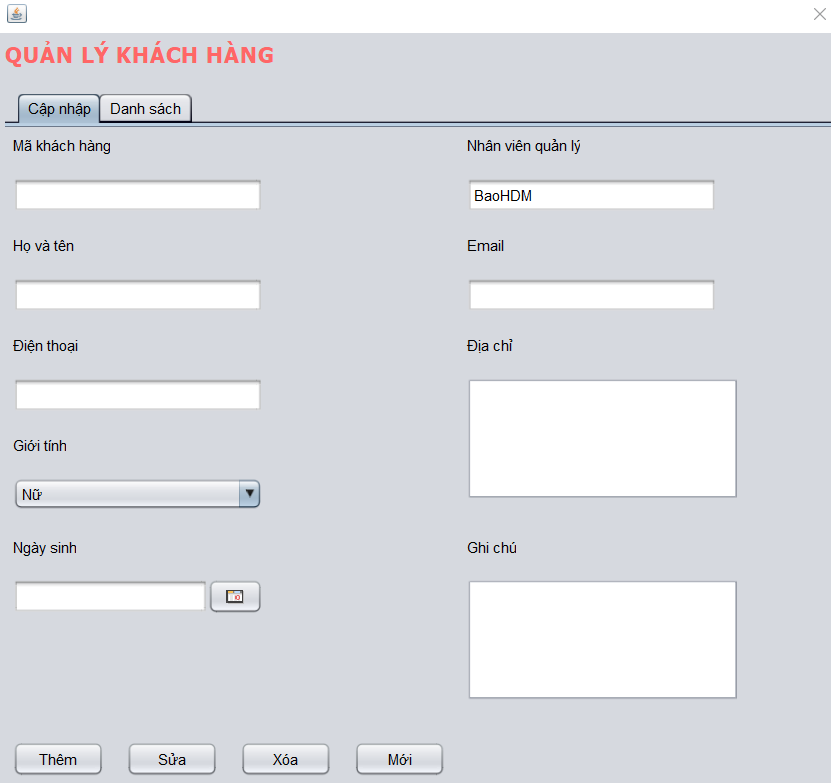 QUẢN LÝ KHÁCH HÀNG
Cập nhập Danh sách
Mã khách hàng
Nhân viên quản lý
BaoHDM
Họ và tên
Email
Điện thoại
Địa chỉ
Giới tính
Nữ
Ngày sinh
Ghi chú
Thêm Sửa Xóa Mới